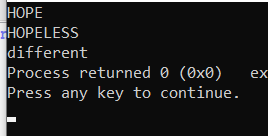 HOPE
HOPELESS
different
Process returned 0 (0x0) ex
Press any key to continue.